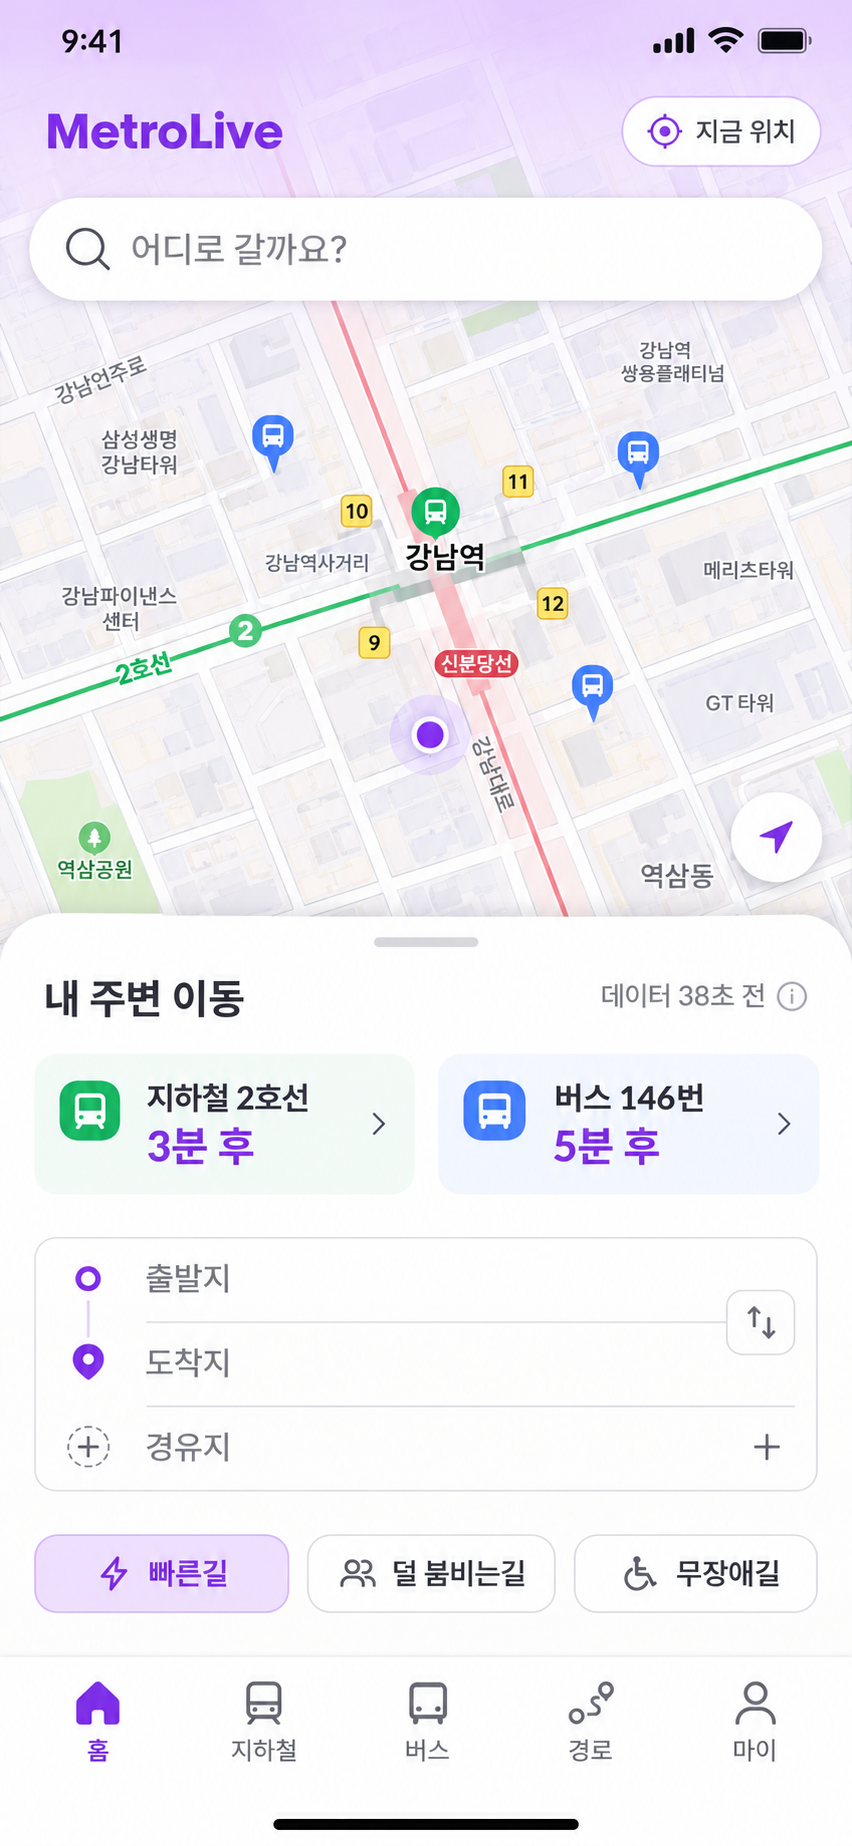 9:41
MetroLive
지금 위치
어디로 갈까요?
강남언주로
강남역
쌍용플래티넘
삼성생명
강남타워
11
10
강남역
강남역사거리
메리츠타워
강남파이낸스
센터
12
2
9
2호선
신분당선
GT 타워
강남대로
역삼공원
역삼동
내 주변 이동
데이터 38초 전
지하철 2호선
3분 후
버스 146번
5분 후
출발지
도착지
경유지
빠른길
덜 붐비는길
무장애길
홈
지하철
버스
경로
마이